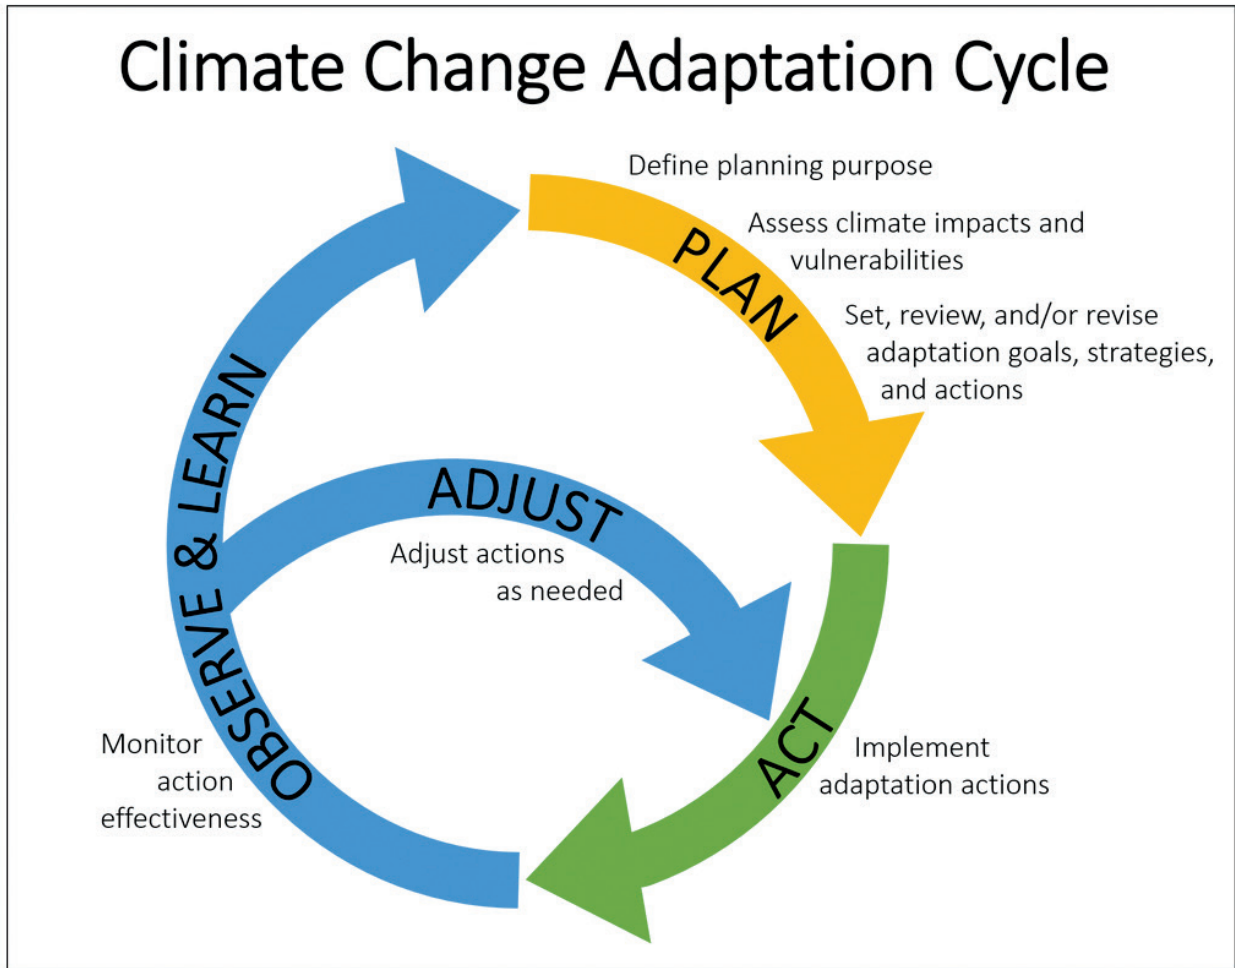 Climate Change Adaptation Cycle
Define planning purpose
Assess climate impacts and
vulnerabilities
PLAN
Set, review, and/or revise
adaptation goals, strategies,
and actions
OBSERVE & LEARN
ADJUST
Adjust actions
as needed
ACT
Implement
adaptation actions
Monitor
action
effectiveness